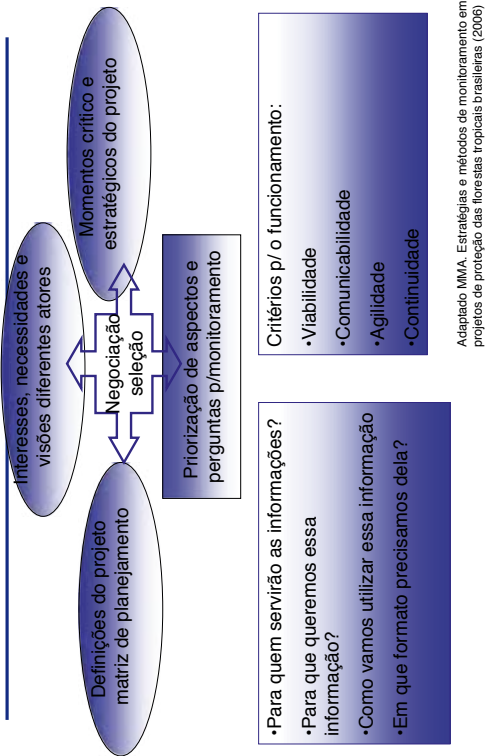 Interesses, necessidades e
visões diferentes atores
Definições do projeto
matriz de planejamento
Negociação
seleção
Momentos crítico e
estratégicos do projeto
Priorização de aspectos e
perguntas p/monitoramento
•Para quem servirão as informações?
•Para que queremos essa
informação?
•Como vamos utilizar essa informação
•Em que formato precisamos dela?
Critérios p/ o funcionamento:
•Viabilidade
•Comunicabilidade
•Agilidade
•Continuidade
Adaptado MMA. Estratégias e métodos de monitoramento em
projetos de proteção das florestas tropicais brasileiras (2006)